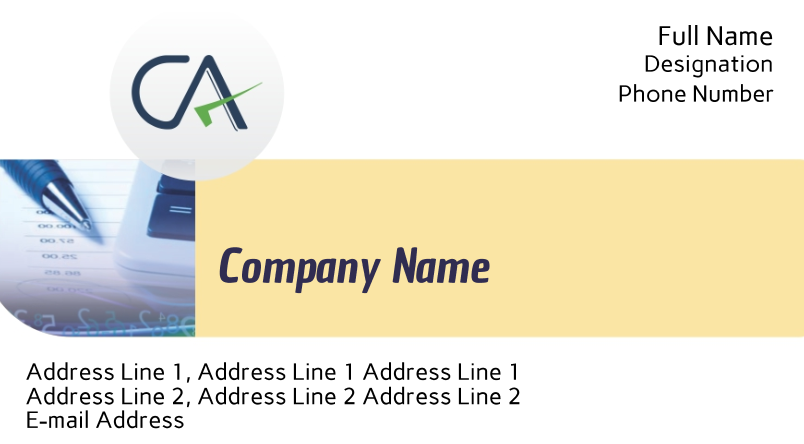 CA
Full Name
Designation
Phone Number
Company Name
Address Line 1, Address Line 1 Address Line 1
Address Line 2, Address Line 2 Address Line 2
E-mail Address